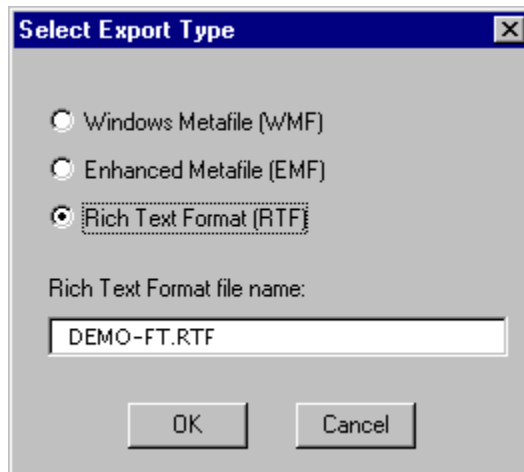 Select Export Type
Windows Metafile (WMF)
Enhanced Metafile (EMF)
Rich Text Format (RTF)
Rich Text Format file name:
DEMO-FT.RTF
OK Cancel